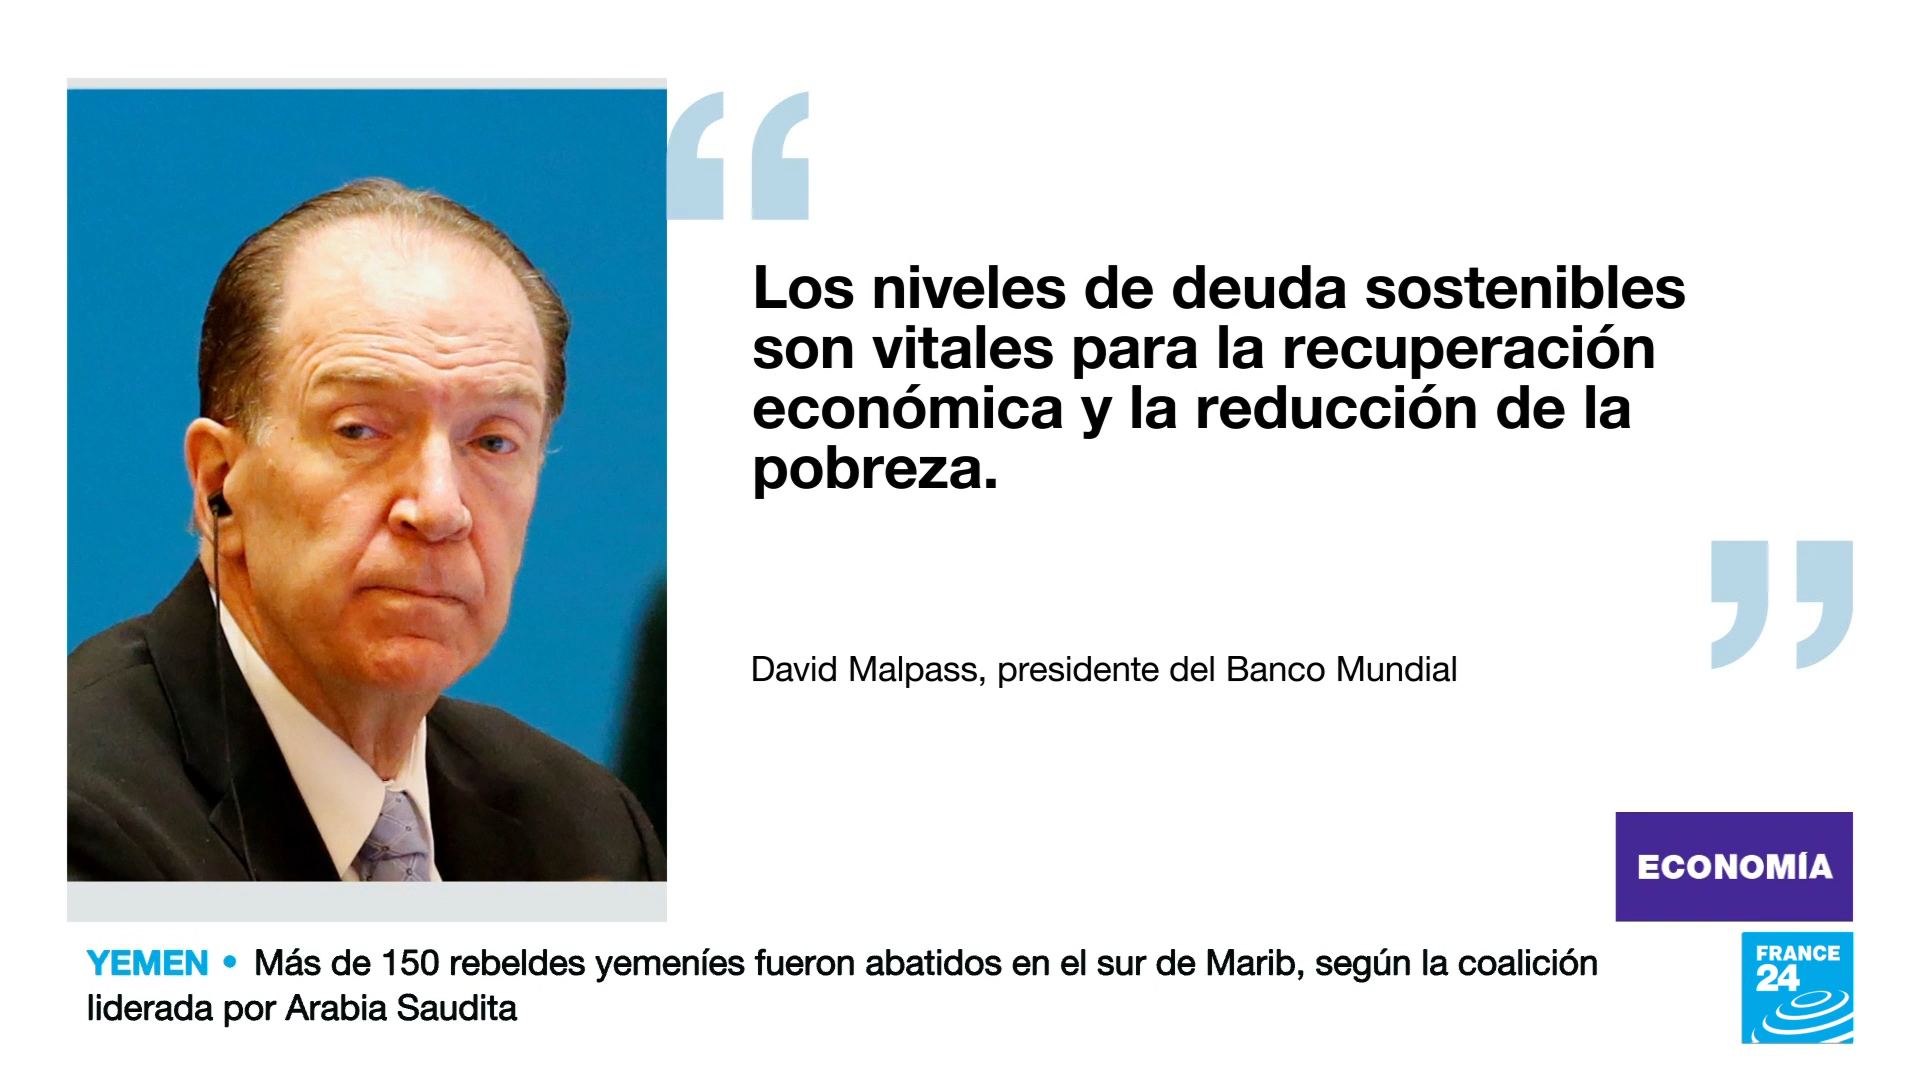 Los niveles de deuda sostenibles
son vitales para la recuperación
económica y la reducción de la
pobreza.
David Malpass, presidente del Banco Mundial
ECONOMÍA
YEMEN • Más de 150 rebeldes yemeníes fueron abatidos en el sur de Marib, según la coalición
liderada por Arabia Saudita
FRANCE
24